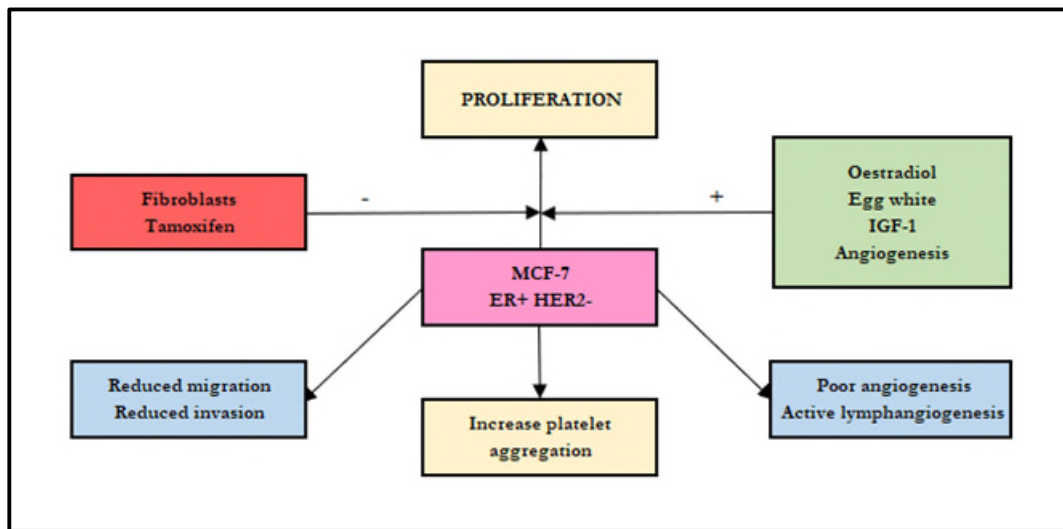 PROLIFERATION
Fibroblasts
Tamoxifen
-
+
Oestradiol
Egg white
IGF-1
Angiogenesis
MCF-7
ER+ HER2-
Reduced migration
Reduced invasion
Increase platelet
aggregation
Poor angiogenesis
Active lymphangiogenesis